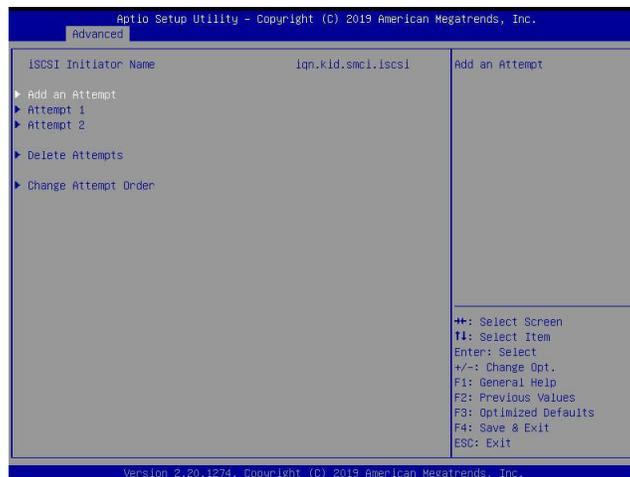 Aptio Setup Utility – Copyright (C) 2019 American Megatrends, Inc.
Advanced
iSCSI Initiator Name iqn.kid.smci.iscsi
Add an Attempt
Attempt 1
Attempt 2
Delete Attempts
Change Attempt Order
Add an Attempt
→←: Select Screen
↑↓: Select Item
Enter: Select
+/-: Change Opt.
F1: General Help
F2: Previous Values
F3: Optimized Defaults
F4: Save & Exit
ESC: Exit
Version 2.20.1274. Copyright (C) 2019 American Megatrends, Inc.